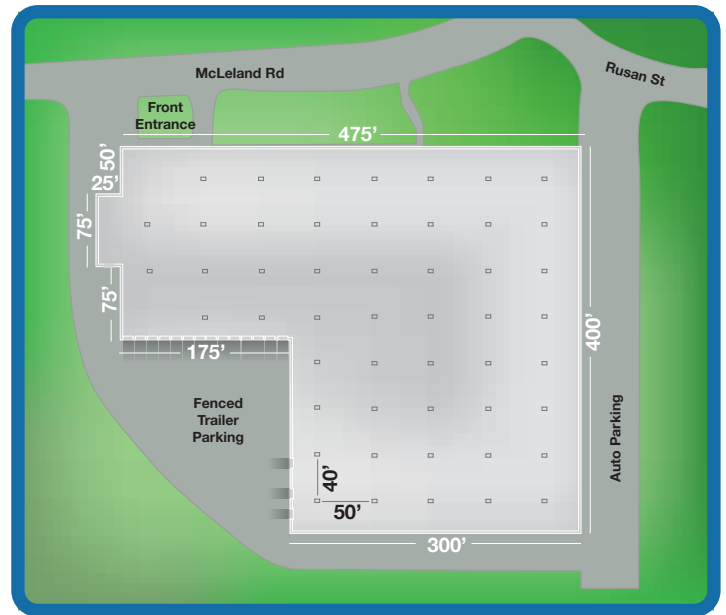 McLeland Rd
Rusan St
Front
Entrance
475’
50’
25’
75’
75’
175’
400’
Fenced
Trailer
Parking
Auto Parking
40’
50’
300’